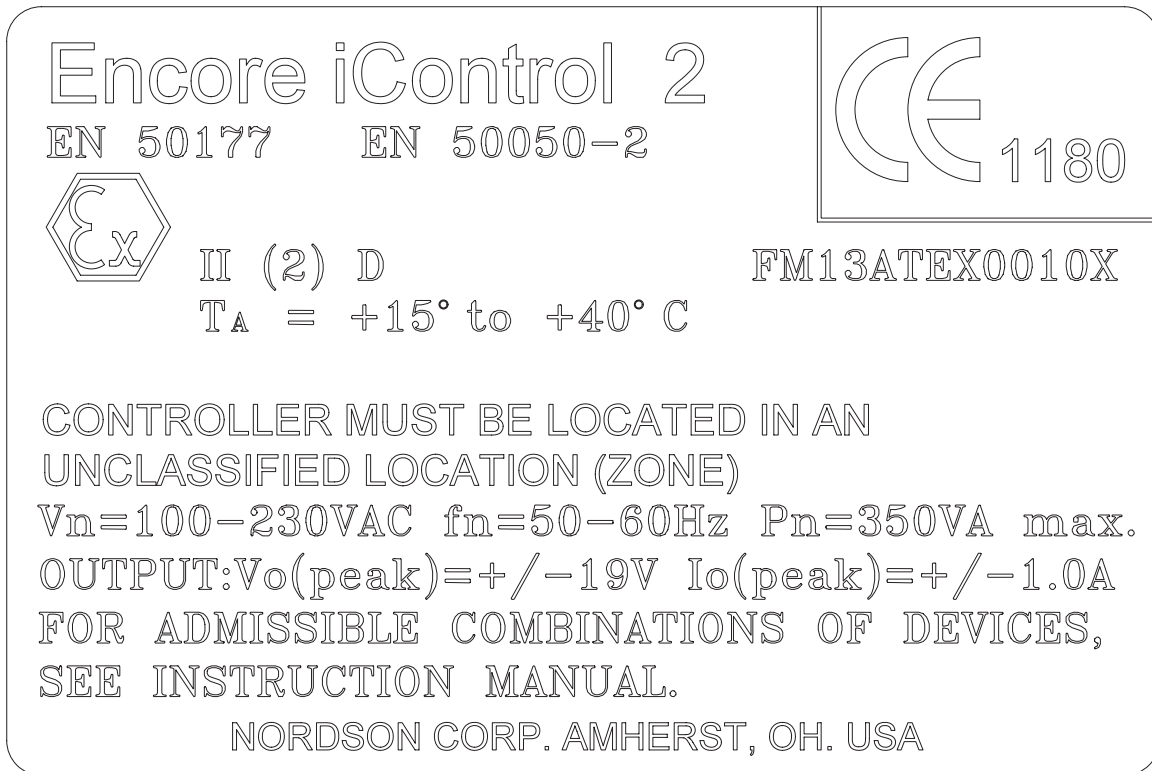 Encore iControl 2
EN 50177 EN 50050-2
CE 1180
Ex
II (2) D FM13ATEX0010X
TA = +15° to +40° C
CONTROLLER MUST BE LOCATED IN AN
UNCLASSIFIED LOCATION (ZONE)
Vn=100-230VAC fn=50-60Hz Pn=350VA max.
OUTPUT:Vo(peak)=+/-19V Io(peak)=+/-1.0A
FOR ADMISSIBLE COMBINATIONS OF DEVICES,
SEE INSTRUCTION MANUAL.
NORDSON CORP. AMHERST, OH. USA